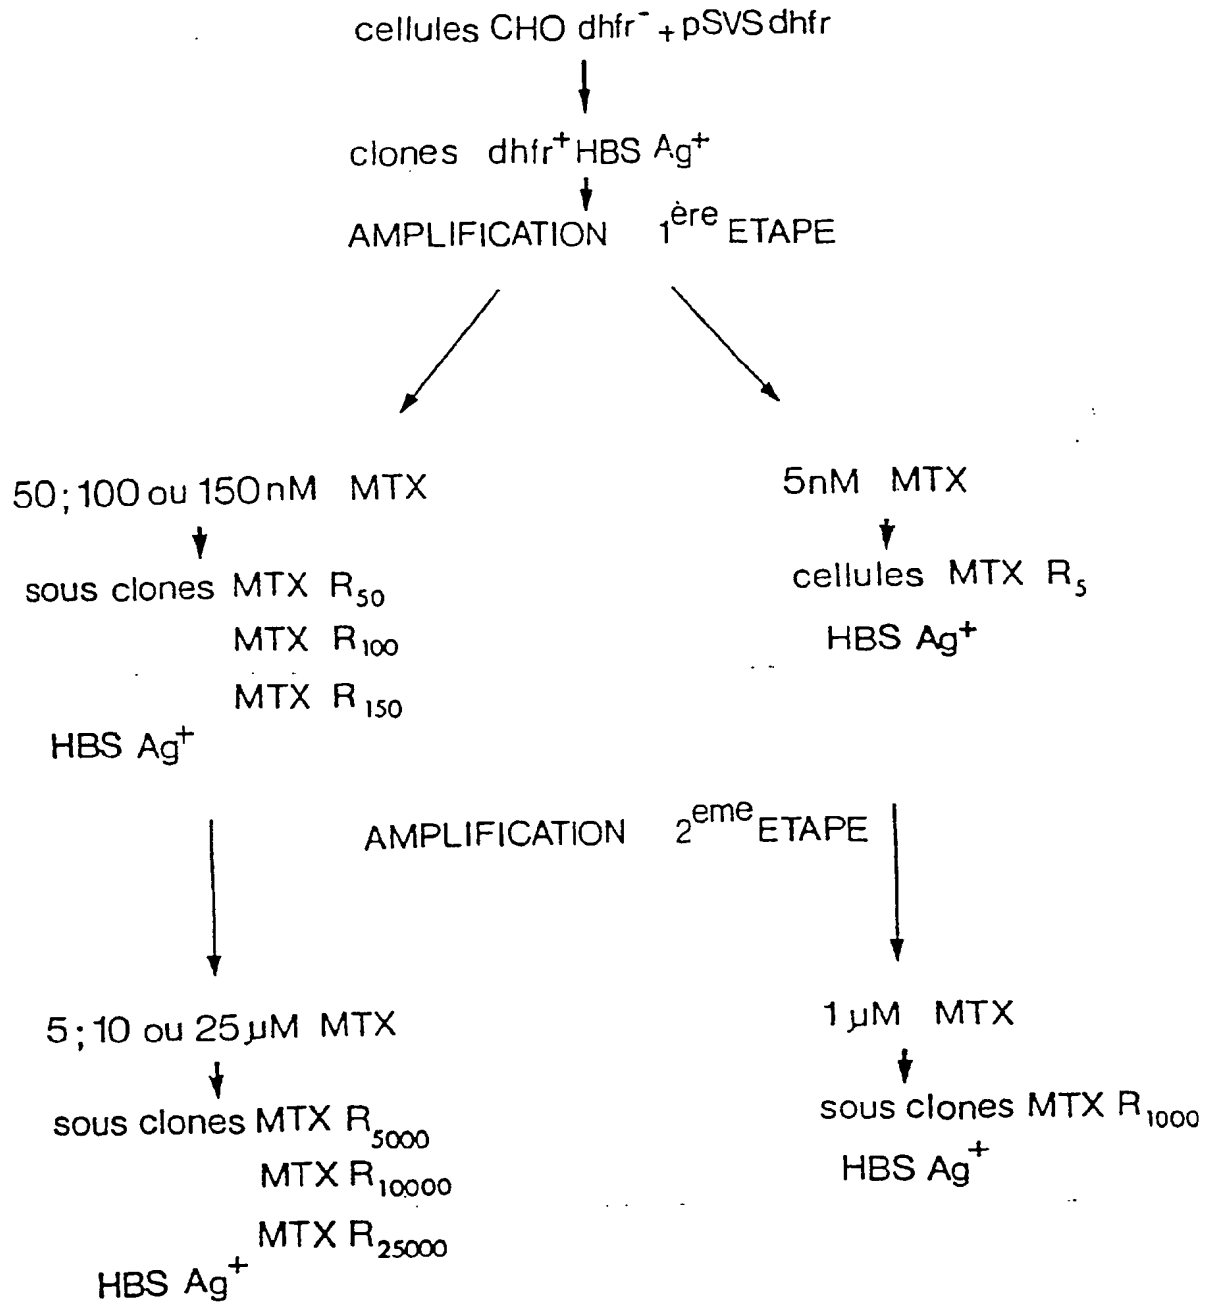 cellules CHO dhfr⁻ + pSVS dhfr
clones dhfr⁺ HBS Ag⁺
AMPLIFICATION 1ère ETAPE
50 ; 100 ou 150 nM MTX
sous clones MTX R50
MTX R100
MTX R150
HBS Ag⁺
5nM MTX
cellules MTX R5
HBS Ag⁺
AMPLIFICATION 2eme ETAPE
5 ; 10 ou 25 µM MTX
sous clones MTX R5000
MTX R10000
MTX R25000
HBS Ag⁺
1 µM MTX
sous clones MTX R1000
HBS Ag⁺